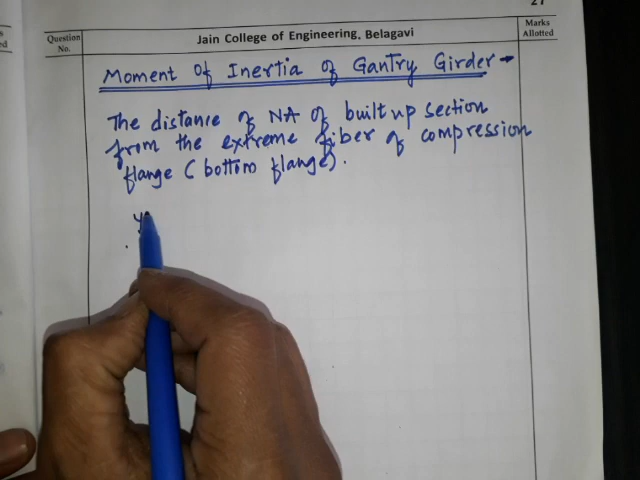 27
Question No.
Jain College of Engineering, Belagavi
Marks Allotted
Moment Of Inertia Of Gantry Girder -
The distance of NA Of built up section
from the extreme fiber of compression
flange ( bottom flange).
y